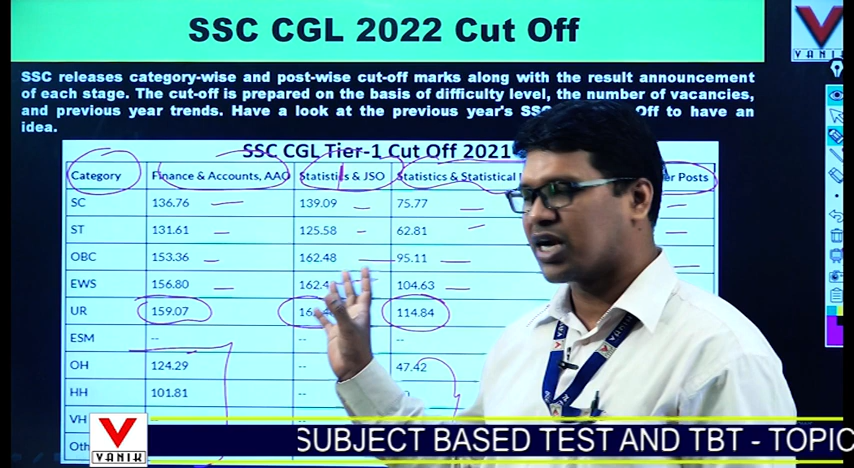 SSC CGL 2022 Cut Off
VANIK
SSC releases category-wise and post-wise cut-off marks along with the result announcement
of each stage. The cut-off is prepared on the basis of difficulty level, the number of vacancies,
and previous year trends. Have a look at the previous year's SSC Off to have an
idea.
SSC CGL Tier-1 Cut Off 2021
Category Finance & Accounts, AAO Statistics & JSO Statistics & Statistical Posts
SC 136.76 139.09 75.77
ST 131.61 125.58 62.81
OBC 153.36 162.48 95.11
EWS 156.80 104.63
UR 159.07 114.84
ESM -- --
OH 124.29 -- 47.42
HH 101.81 --
VH
VANIK
SUBJECT BASED TEST AND TBT - TOPIC